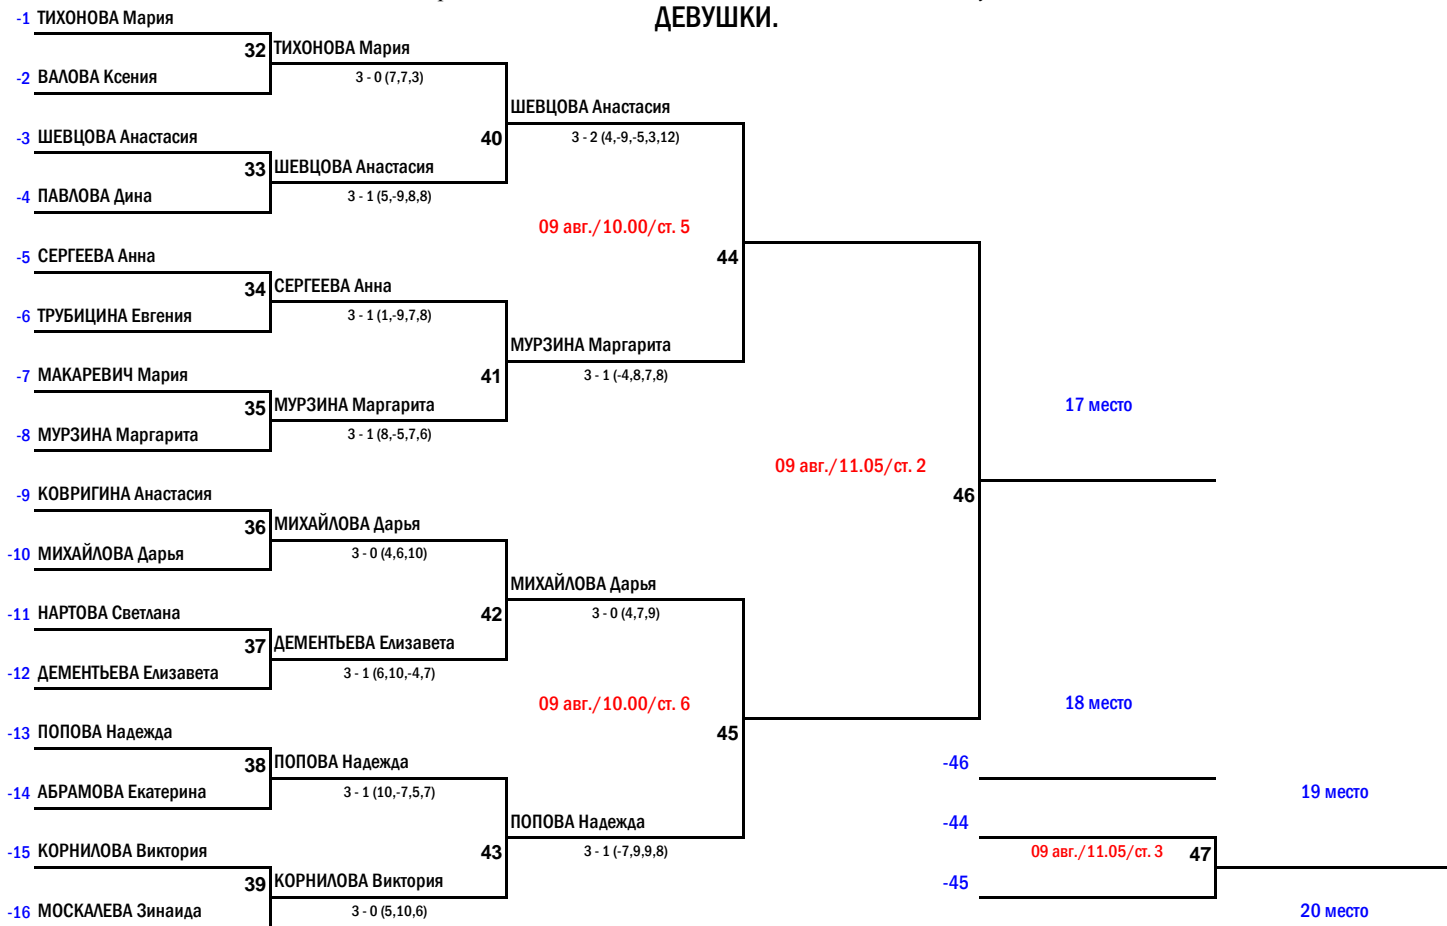 ДЕВУШКИ.
-1 ТИХОНОВА Мария
32 ТИХОНОВА Мария
-2 ВАЛОВА Ксения
3 - 0 (7,7,3)
ШЕВЦОВА Анастасия
-3 ШЕВЦОВА Анастасия
40
3 - 2 (4,-9,-5,3,12)
33 ШЕВЦОВА Анастасия
-4 ПАВЛОВА Дина
3 - 1 (5,-9,8,8)
09 авг./10.00/ст. 5
-5 СЕРГЕЕВА Анна
44
34 СЕРГЕЕВА Анна
-6 ТРУБИЦИНА Евгения
3 - 1 (1,-9,7,8)
МУРЗИНА Маргарита
-7 МАКАРЕВИЧ Мария
41
3 - 1 (-4,8,7,8)
35 МУРЗИНА Маргарита
17 место
-8 МУРЗИНА Маргарита
3 - 1 (8,-5,7,6)
09 авг./11.05/ст. 2
-9 КОВРИГИНА Анастасия
46
36 МИХАЙЛОВА Дарья
-10 МИХАЙЛОВА Дарья
3 - 0 (4,6,10)
МИХАЙЛОВА Дарья
-11 НАРТОВА Светлана
42
3 - 0 (4,7,9)
37 ДЕМЕНТЬЕВА Елизавета
-12 ДЕМЕНТЬЕВА Елизавета
3 - 1 (6,10,-4,7)
09 авг./10.00/ст. 6
18 место
-13 ПОПОВА Надежда
45
38 ПОПОВА Надежда
-46
-14 АБРАМОВА Екатерина
3 - 1 (10,-7,5,7)
19 место
ПОПОВА Надежда
-44
-15 КОРНИЛОВА Виктория
43
3 - 1 (-7,9,9,8)
09 авг./11.05/ст. 3 47
39 КОРНИЛОВА Виктория
-45
-16 МОСКАЛЕВА Зинаида
3 - 0 (5,10,6)
20 место